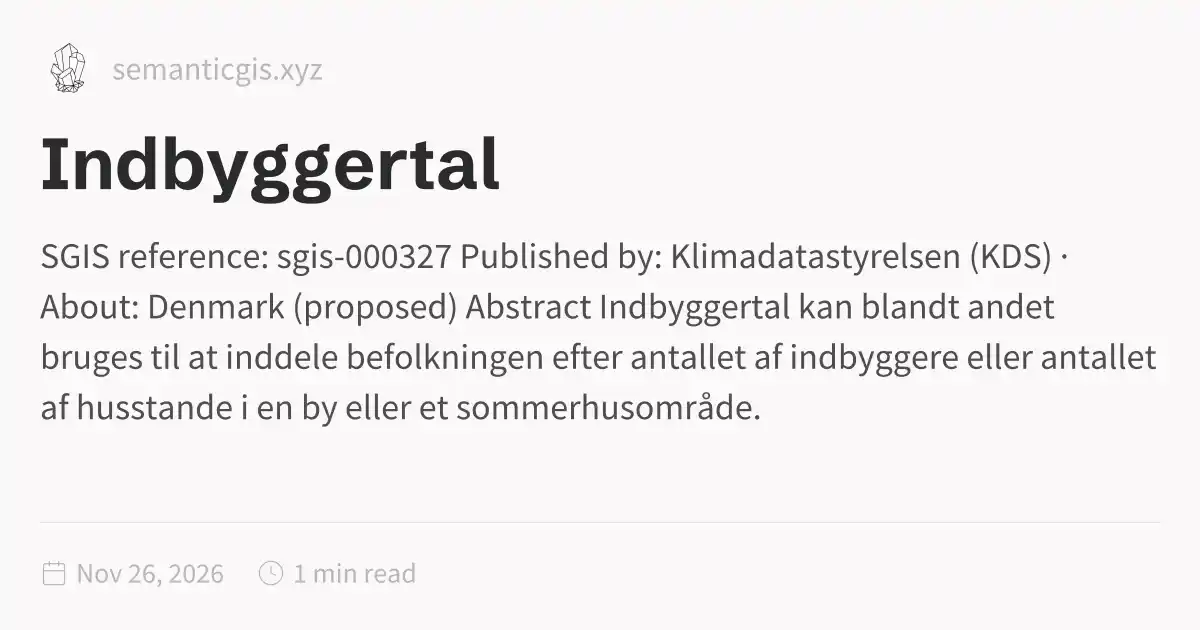 semanticgis.xyz
Indbyggertal
SGIS reference: sgis-000327 Published by: Klimadatastyrelsen (KDS) ·
About: Denmark (proposed) Abstract Indbyggertal kan blandt andet
bruges til at inddele befolkningen efter antallet af indbyggere eller antallet
af husstande i en by eller et sommerhusområde.
Nov 26, 2026 1 min read